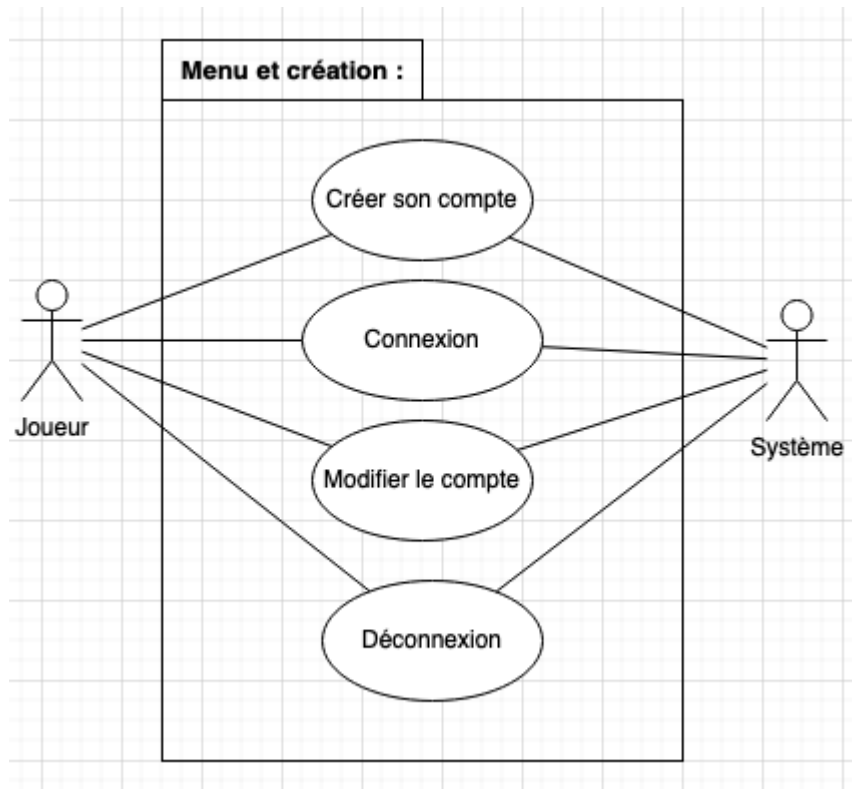 Menu et création :
Créer son compte
Connexion
Joueur
Système
Modifier le compte
Déconnexion